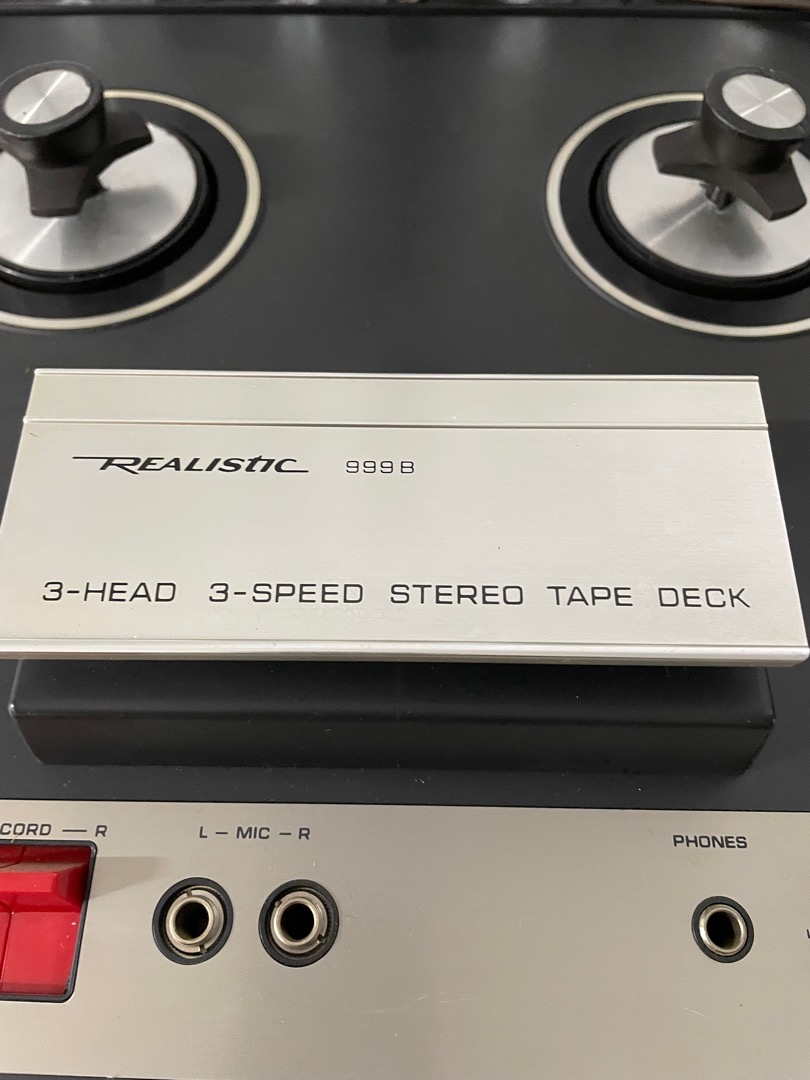 REALISTIC 999B
3-HEAD 3-SPEED STEREO TAPE DECK
CORD — R L – MIC – R PHONES